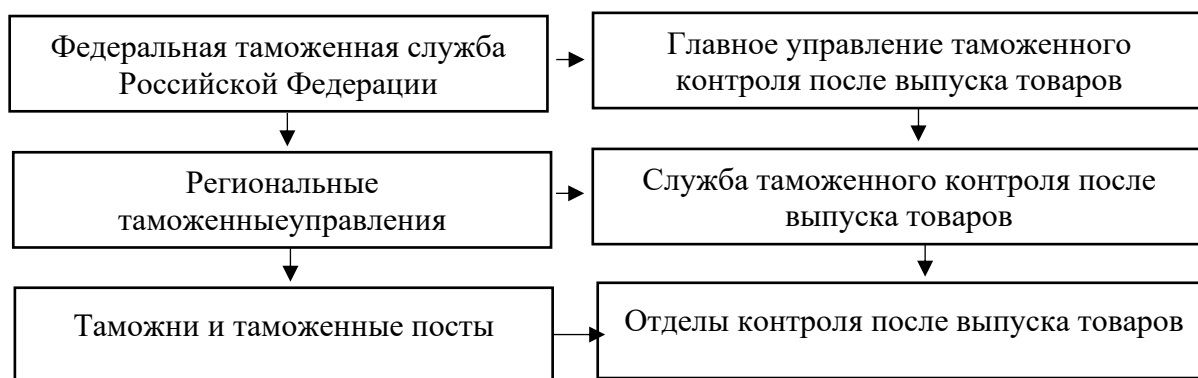 Федеральная таможенная служба
Российской Федерации
Главное управление таможенного
контроля после выпуска товаров
Региональные
таможенныеуправления
Служба таможенного контроля после
выпуска товаров
Таможни и таможенные посты
Отделы контроля после выпуска товаров